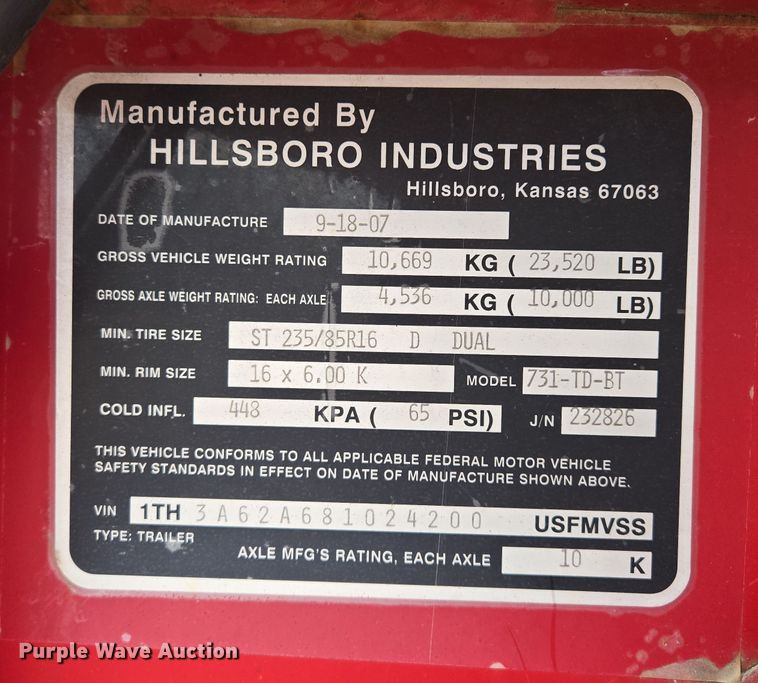 Manufactured By
HILLSBORO INDUSTRIES
Hillsboro, Kansas 67063
DATE OF MANUFACTURE 9-18-07
GROSS VEHICLE WEIGHT RATING 10,669 KG ( 23,520 LB)
GROSS AXLE WEIGHT RATING: EACH AXLE 4,536 KG ( 10,000 LB)
MIN. TIRE SIZE ST 235/85R16 D DUAL
MIN. RIM SIZE 16 x 6.00 K MODEL 731-TD-BT
COLD INFL. 448 KPA ( 65 PSI) J/N 232826
THIS VEHICLE CONFORMS TO ALL APPLICABLE FEDERAL MOTOR VEHICLE
SAFETY STANDARDS IN EFFECT ON DATE OF MANUFACTURE SHOWN ABOVE.
VIN 1TH 3A62A681024200 USFMVSS
TYPE: TRAILER
AXLE MFG'S RATING, EACH AXLE 10 K
Purple Wave Auction